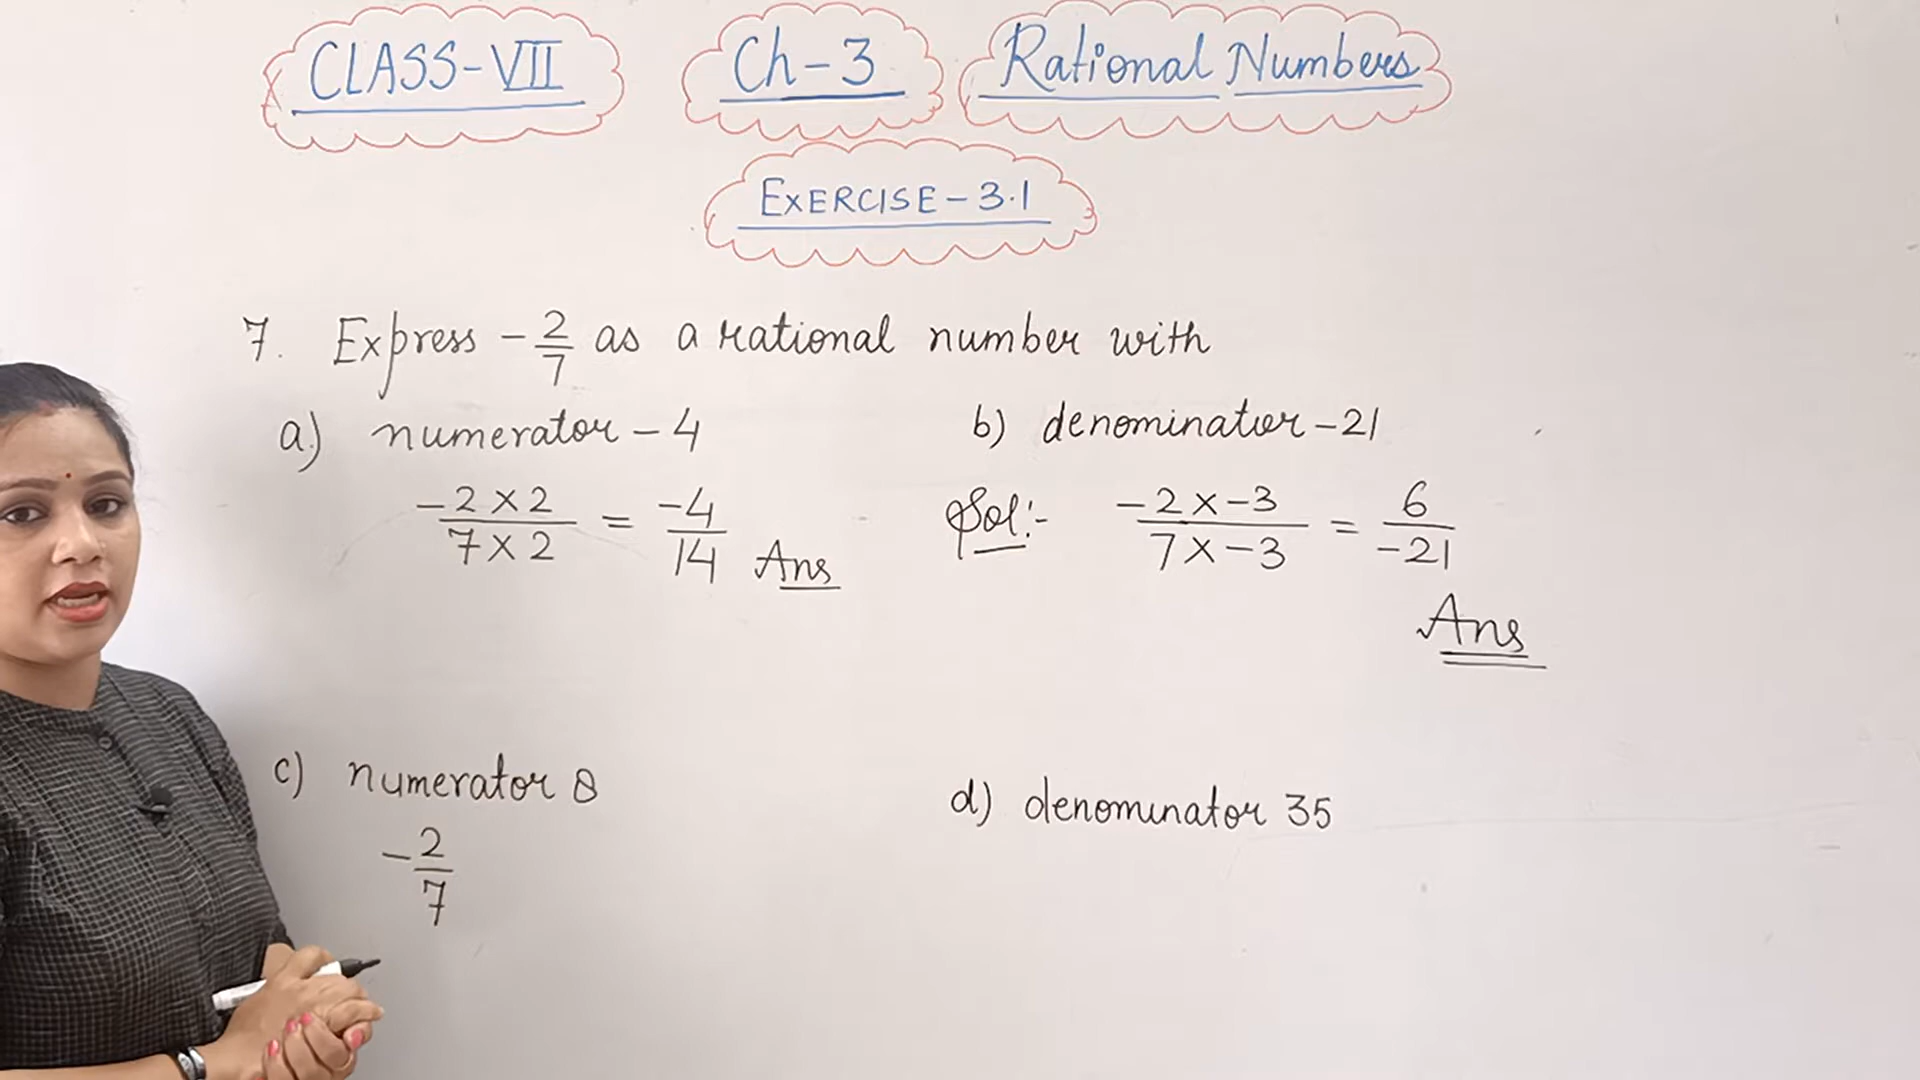 CLASS-VII Ch-3 Rational Numbers
EXERCISE-3.1
7. Express -2/7 as a rational number with
a) numerator -4 b) denominator -21
-2×2/7×2 = -4/14 Ans Sol:- -2×-3/7×-3 = 6/-21
Ans
c) numerator 8 d) denominator 35
-2/7